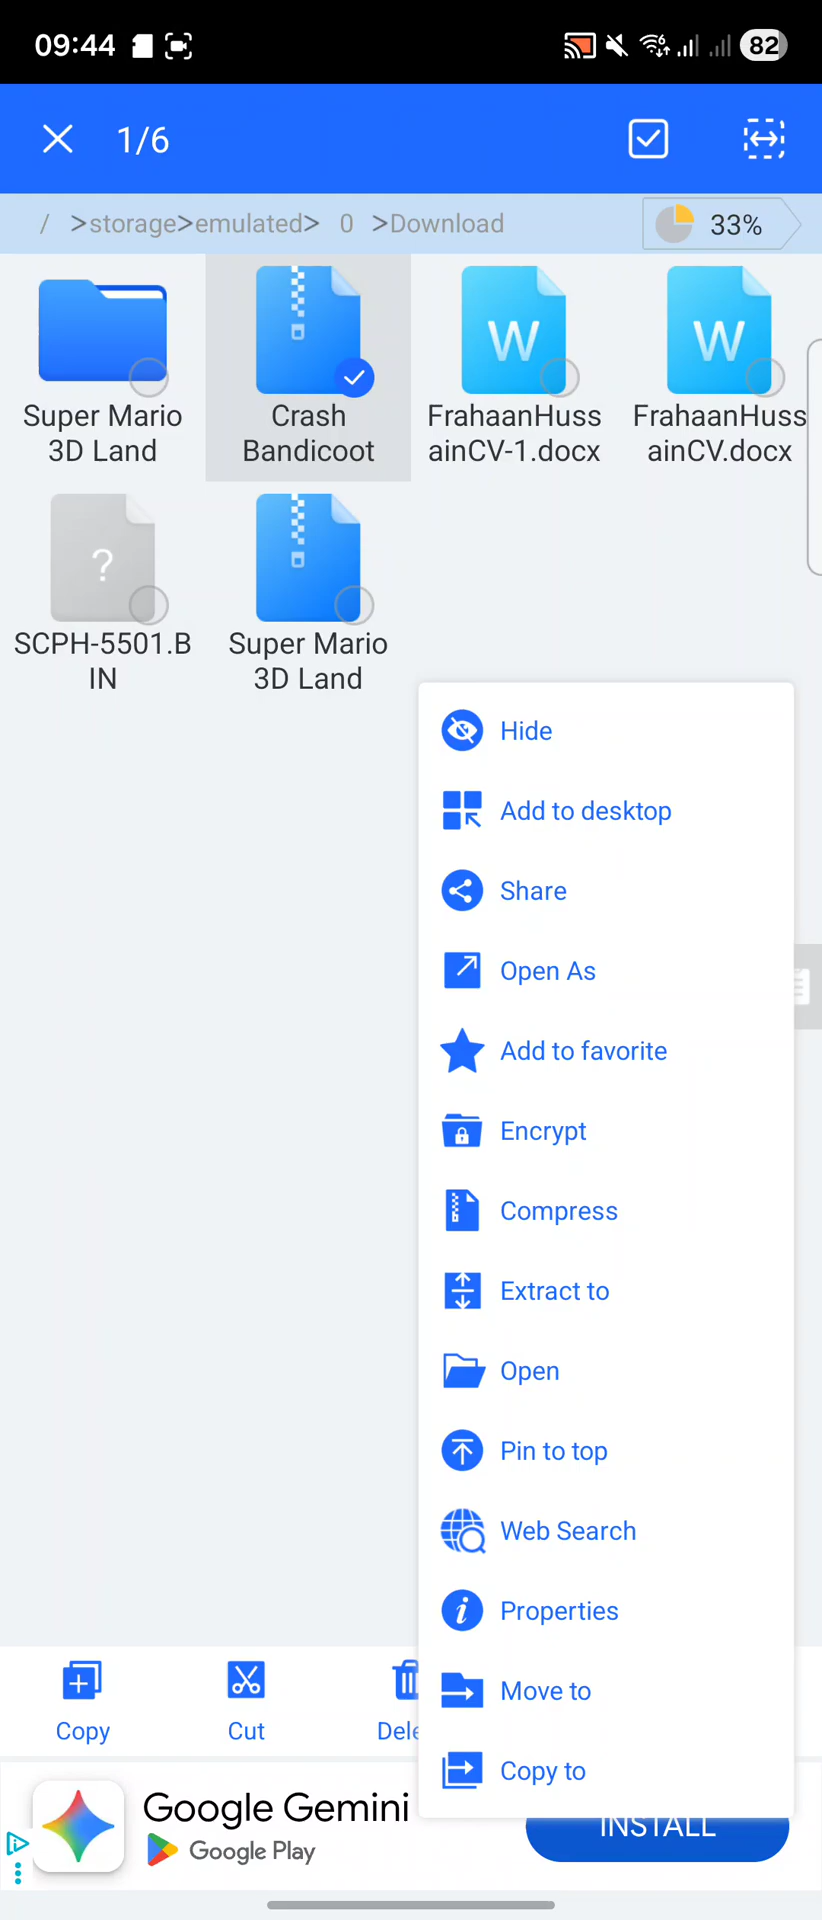 09:44
82
1/6
/ >storage>emulated> 0 >Download
33%
Super Mario
3D Land
Crash
Bandicoot
W
FrahaanHuss
ainCV-1.docx
W
FrahaanHuss
ainCV.docx
?
SCPH-5501.B
IN
Super Mario
3D Land
Hide
Add to desktop
Share
Open As
Add to favorite
Encrypt
Compress
Extract to
Open
Pin to top
Web Search
Properties
Move to
Copy to
Copy
Cut
Dele
Google Gemini
Google Play
INSTALL